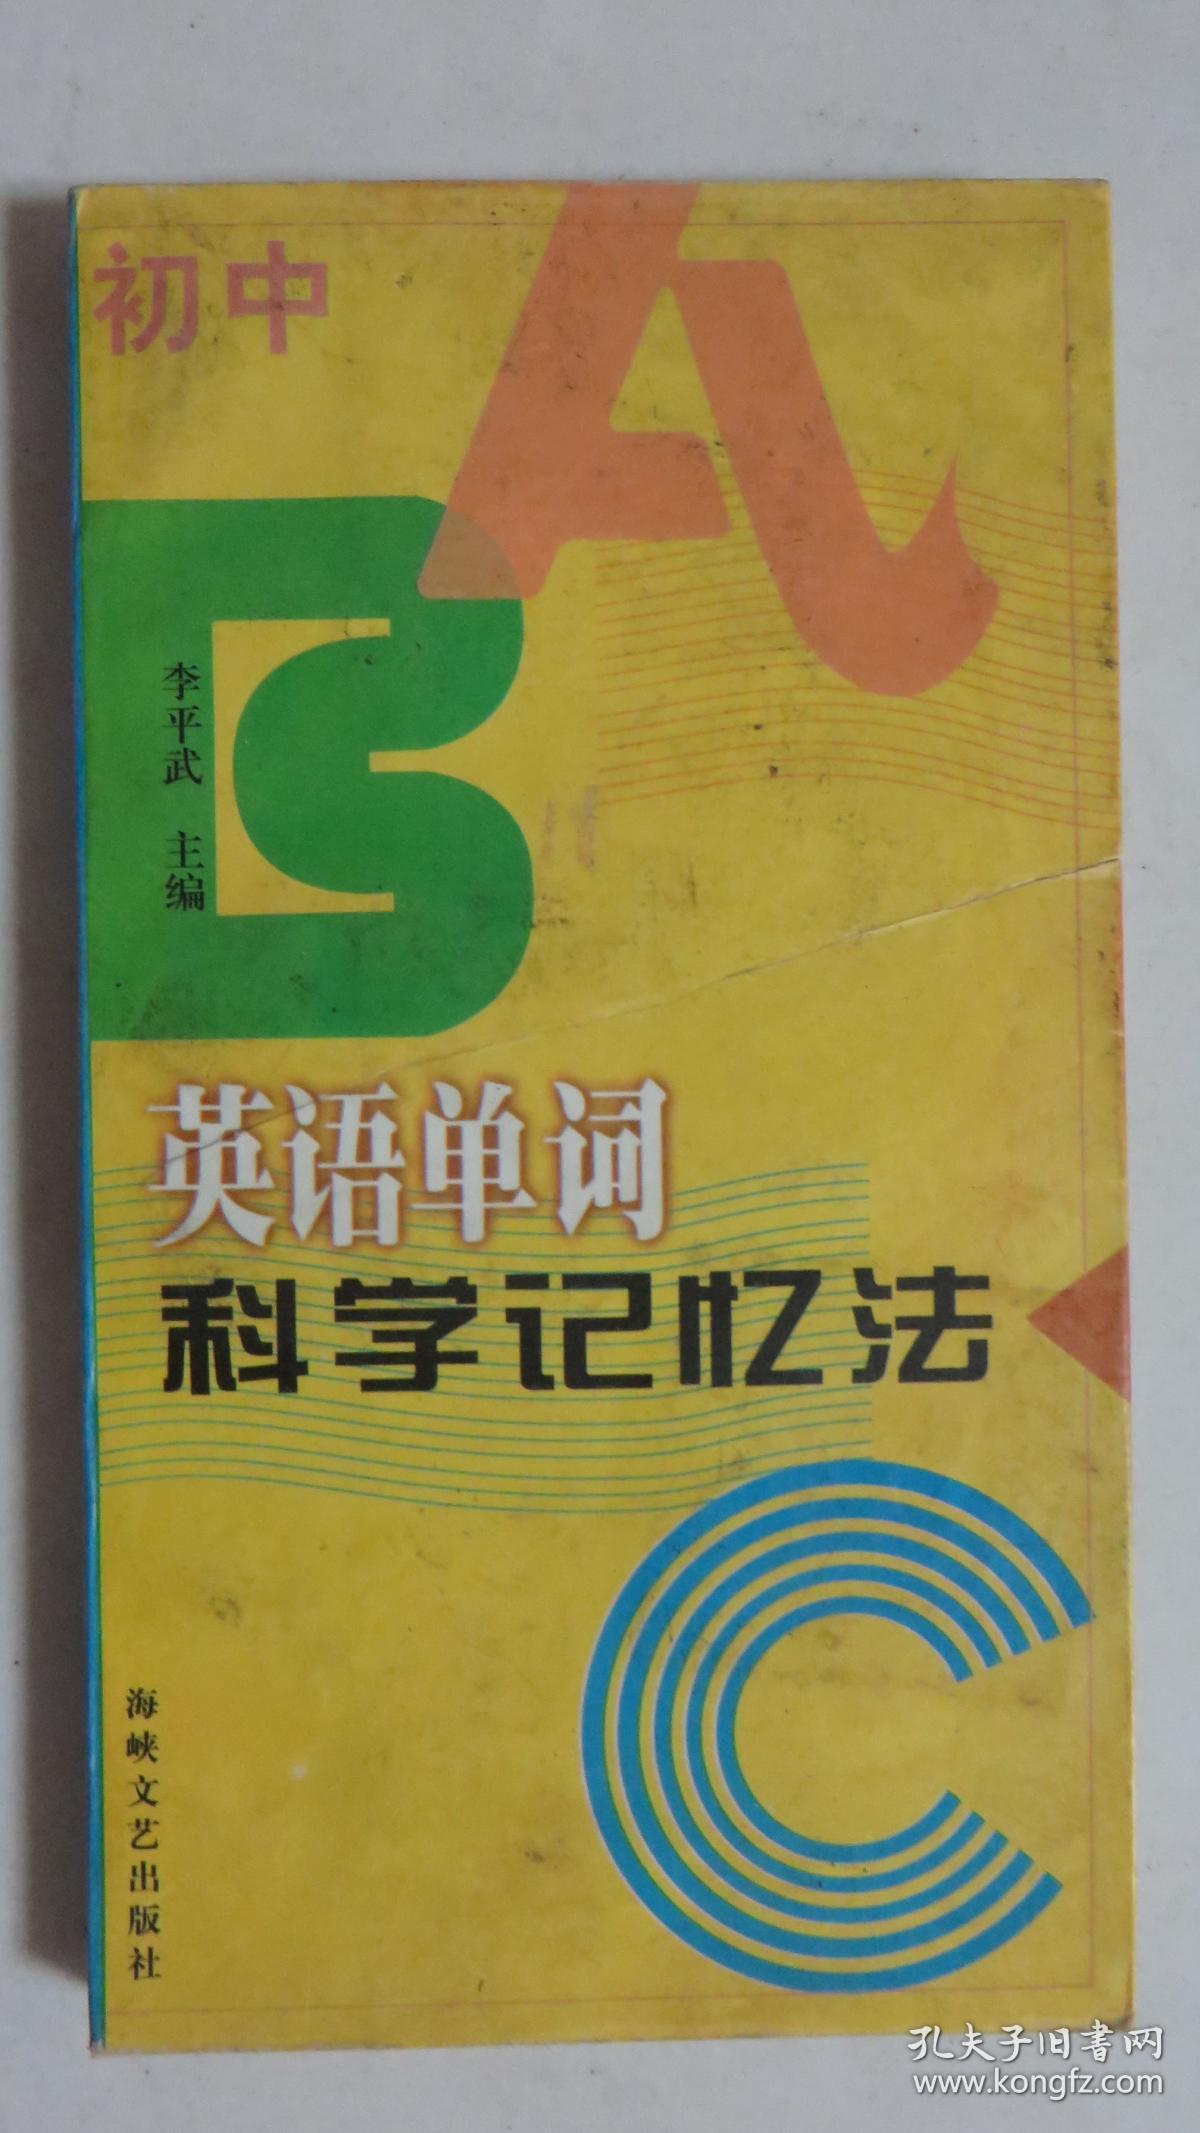 初中
A
B
李平武 主编
英语单词
科学记忆法
C
海峡文艺出版社
孔夫子旧书网
www.kongfz.com